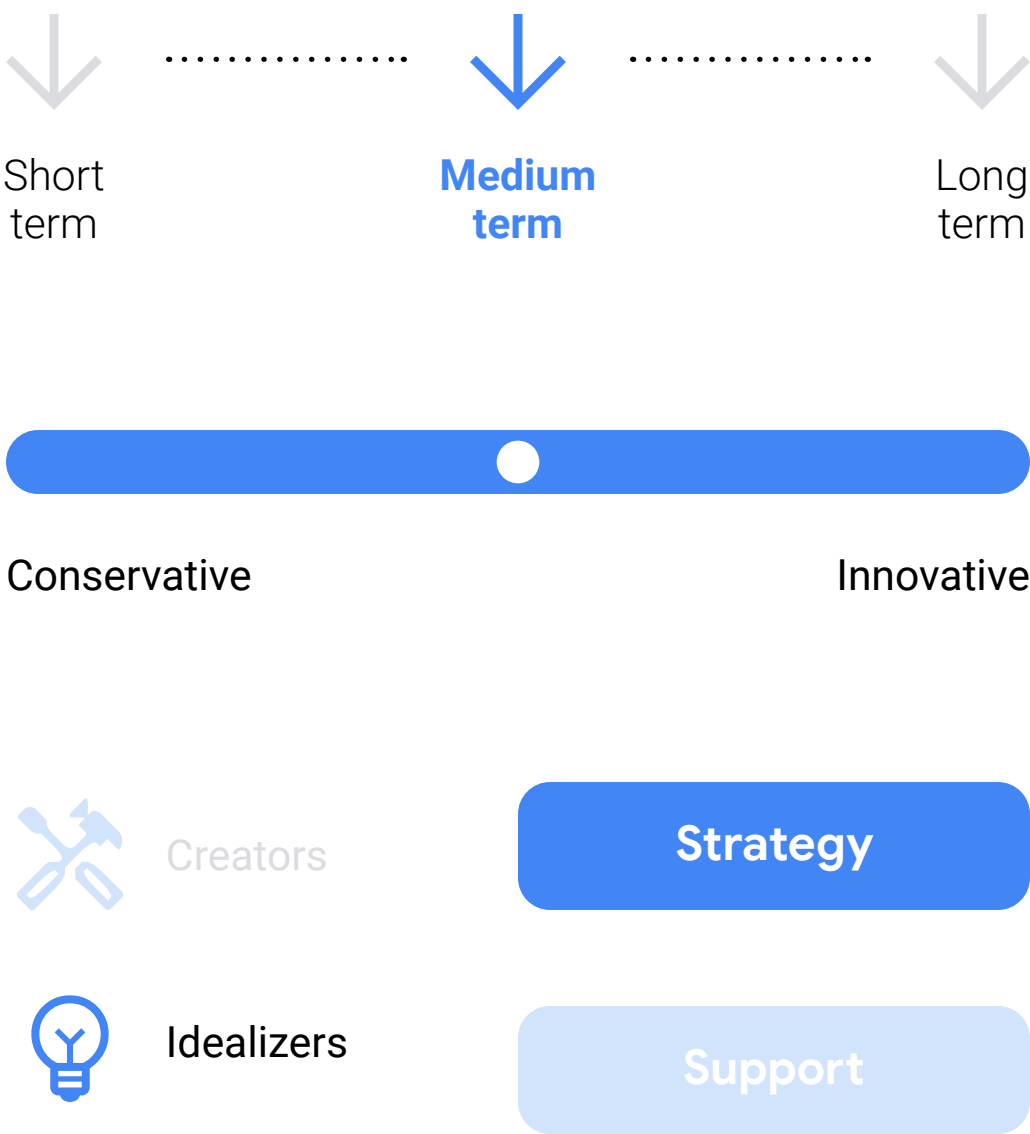 Short
term
Medium
term
Long
term
Conservative
Innovative
Creators
Strategy
Idealizers
Support